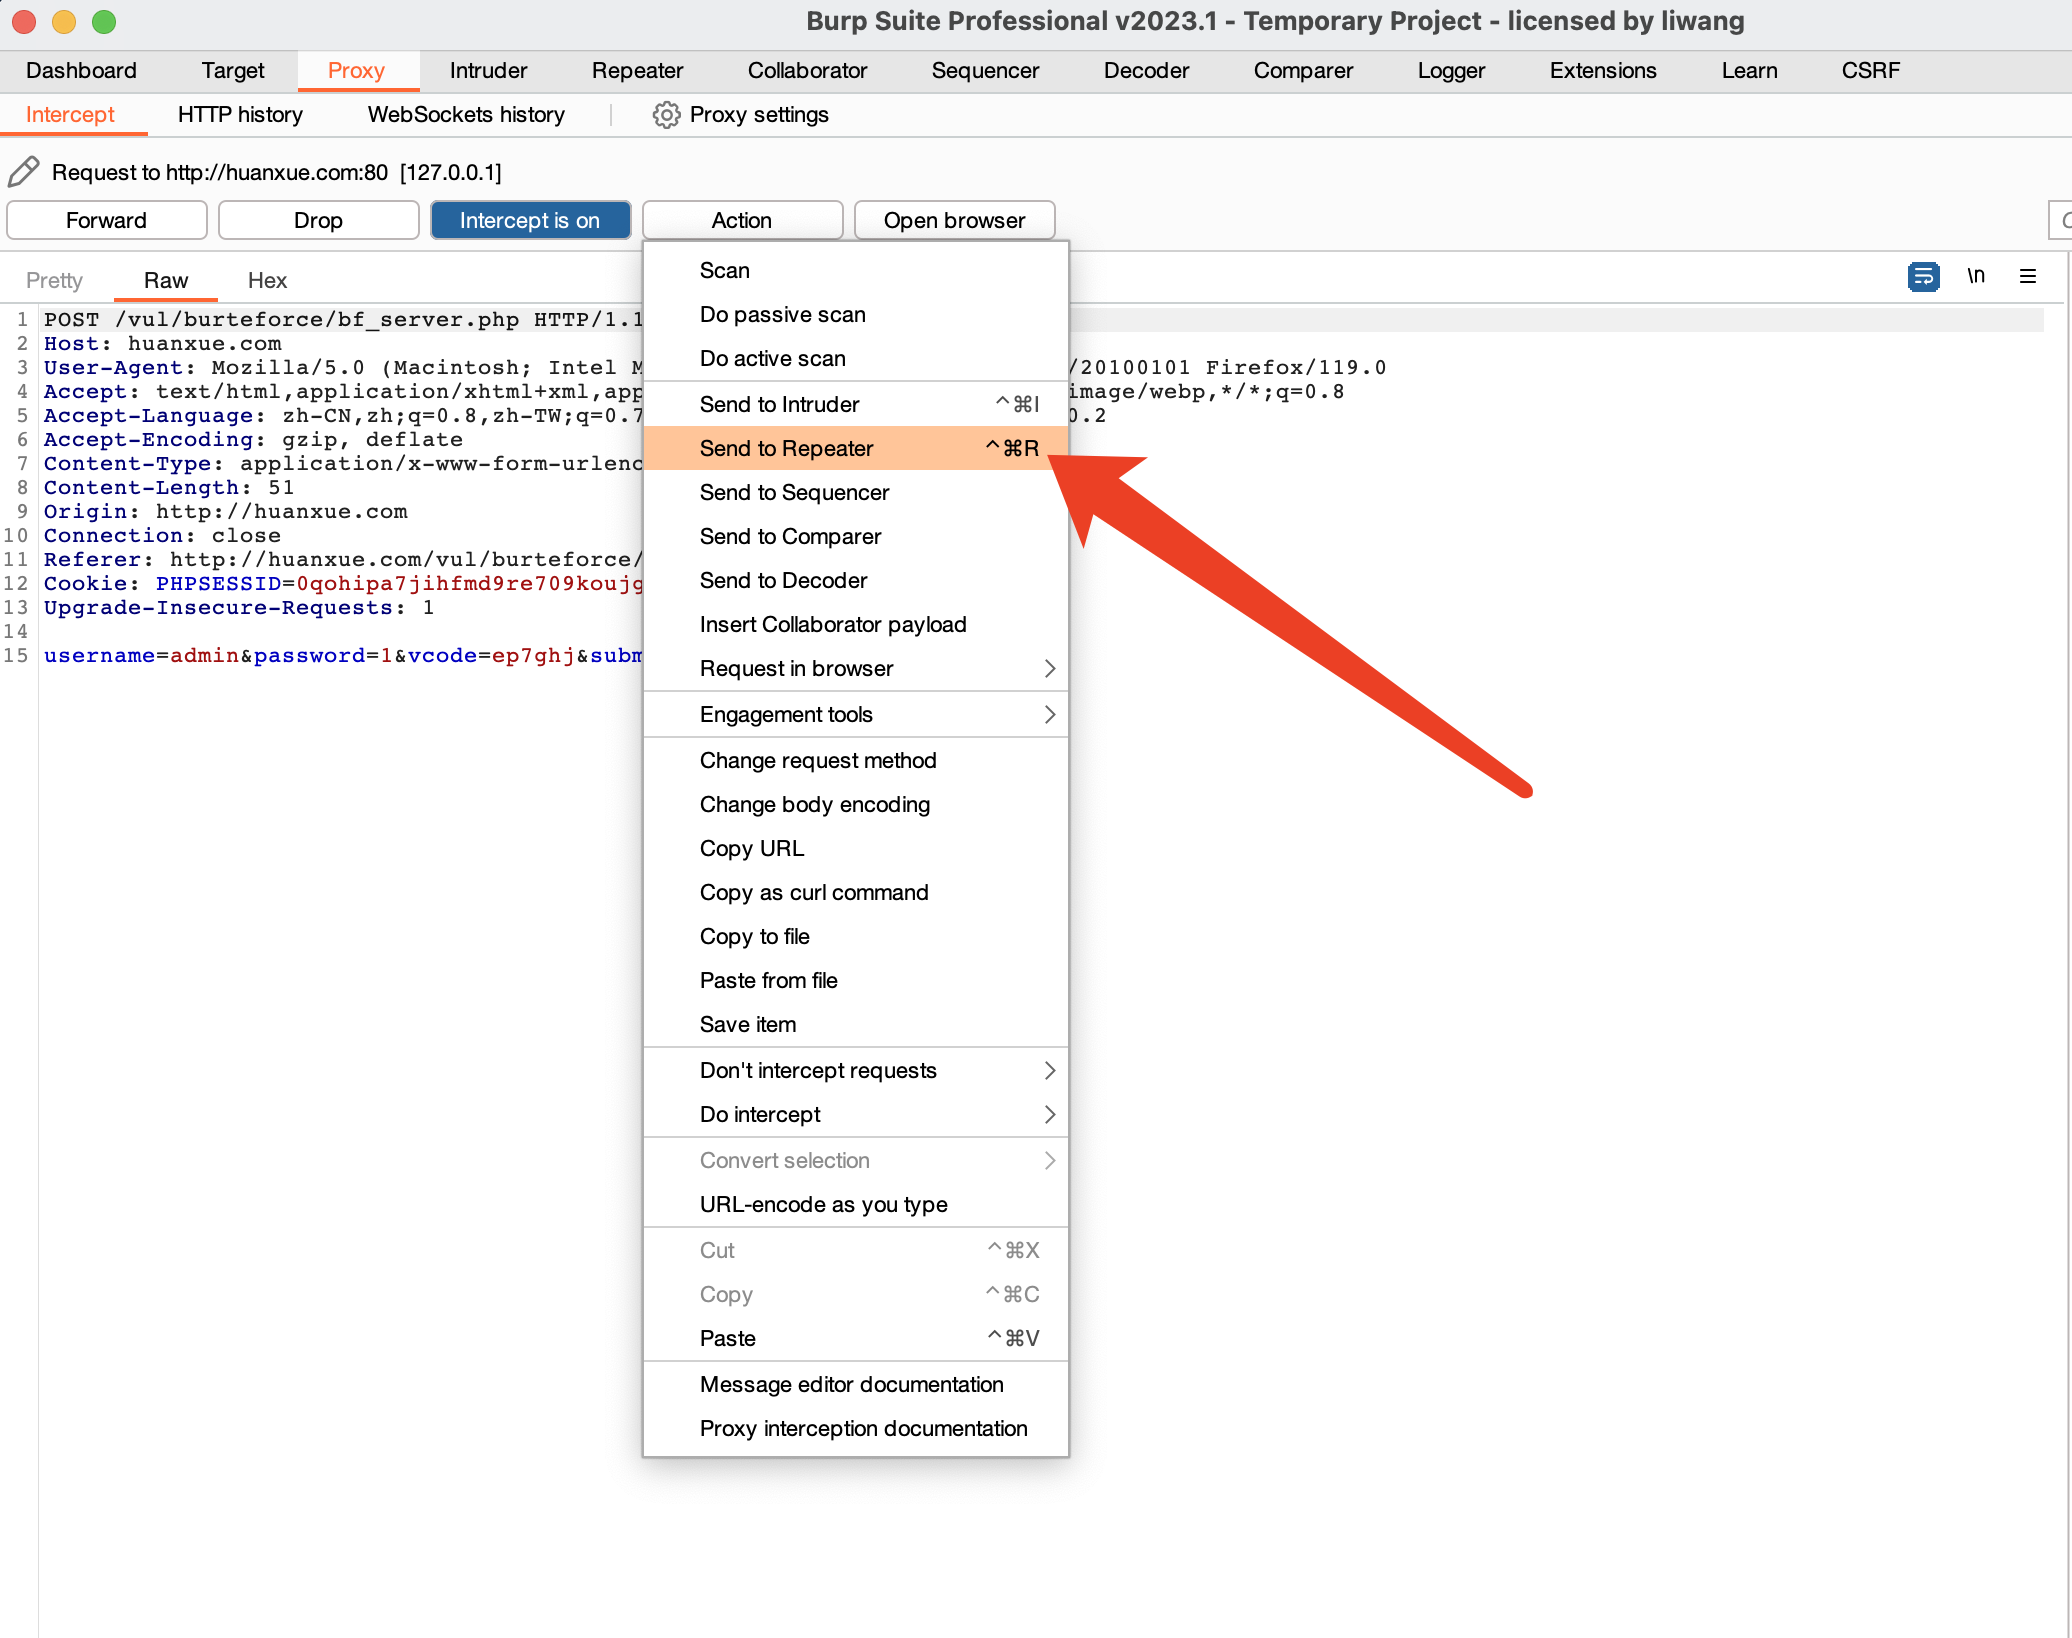 Burp Suite Professional v2023.1 - Temporary Project - licensed by liwang
Dashboard Target Proxy Intruder Repeater Collaborator Sequencer Decoder Comparer Logger Extensions Learn CSRF
Intercept HTTP history WebSockets history Proxy settings
Request to http://huanxue.com:80 [127.0.0.1]
Forward Drop Intercept is on Action Open browser
Pretty Raw Hex \n
1 POST /vul/burteforce/bf_server.php HTTP/1.1
2 Host: huanxue.com
3 User-Agent: Mozilla/5.0 (Macintosh; Intel M /20100101 Firefox/119.0
4 Accept: text/html,application/xhtml+xml,app image/webp,*/*;q=0.8
5 Accept-Language: zh-CN,zh;q=0.8,zh-TW;q=0.7 0.2
6 Accept-Encoding: gzip, deflate
7 Content-Type: application/x-www-form-urlenc
8 Content-Length: 51
9 Origin: http://huanxue.com
10 Connection: close
11 Referer: http://huanxue.com/vul/burteforce/
12 Cookie: PHPSESSID=0qohipa7jihfmd9re709koujg
13 Upgrade-Insecure-Requests: 1
14
15 username=admin&password=1&vcode=ep7ghj&subm
Scan
Do passive scan
Do active scan
Send to Intruder ^⌘I
Send to Repeater ^⌘R
Send to Sequencer
Send to Comparer
Send to Decoder
Insert Collaborator payload
Request in browser
Engagement tools
Change request method
Change body encoding
Copy URL
Copy as curl command
Copy to file
Paste from file
Save item
Don't intercept requests
Do intercept
Convert selection
URL-encode as you type
Cut ^⌘X
Copy ^⌘C
Paste ^⌘V
Message editor documentation
Proxy interception documentation